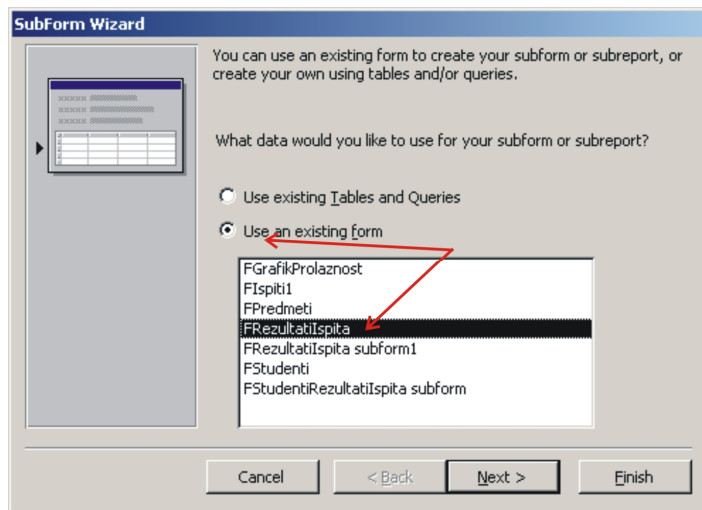 SubForm Wizard
You can use an existing form to create your subform or subreport, or
create your own using tables and/or queries.
XXXXX
XXXXX
XXXXX
What data would you like to use for your subform or subreport?
Use existing Tables and Queries
Use an existing form
FGrafikProlaznost
FIspiti1
FPredmeti
FRezultatiIspita
FRezultatiIspita subform1
FStudenti
FStudentiRezultatiIspita subform
Cancel
< Back
Next >
Finish